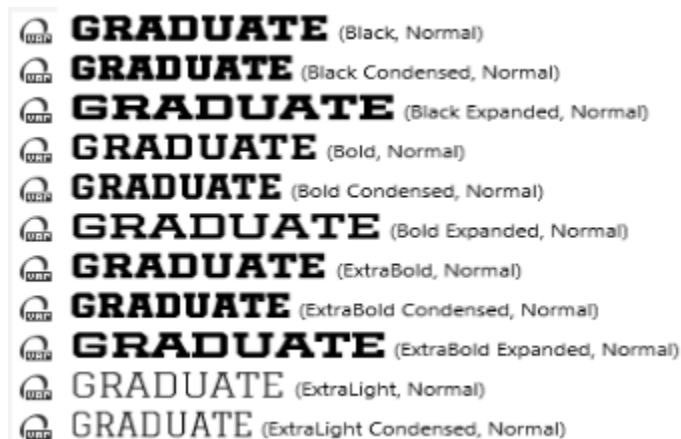 GRADUATE (Black, Normal)
GRADUATE (Black Condensed, Normal)
GRADUATE (Black Expanded, Normal)
GRADUATE (Bold, Normal)
GRADUATE (Bold Condensed, Normal)
GRADUATE (Bold Expanded, Normal)
GRADUATE (ExtraBold, Normal)
GRADUATE (ExtraBold Condensed, Normal)
GRADUATE (ExtraBold Expanded, Normal)
GRADUATE (ExtraLight, Normal)
GRADUATE (ExtraLight Condensed, Normal)